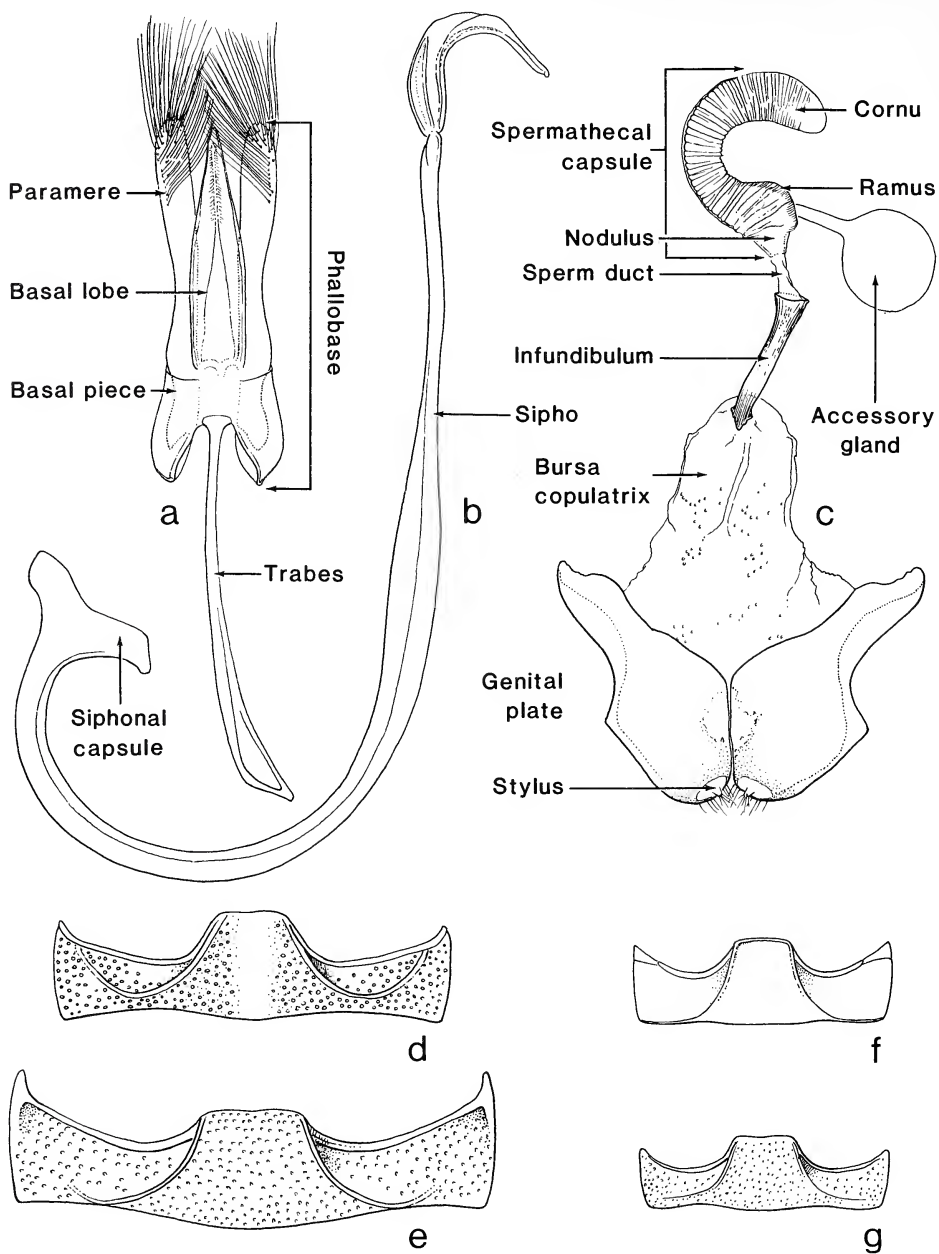 Paramere
Basal lobe
Basal piece
Phallobase
a
Trabes
Siphonal
capsule
b
Sipho
Spermathecal
capsule
Cornu
Ramus
Nodulus
Sperm duct
Infundibulum
Accessory
gland
Bursa
copulatrix
c
Genital
plate
Stylus
d
f
e
g